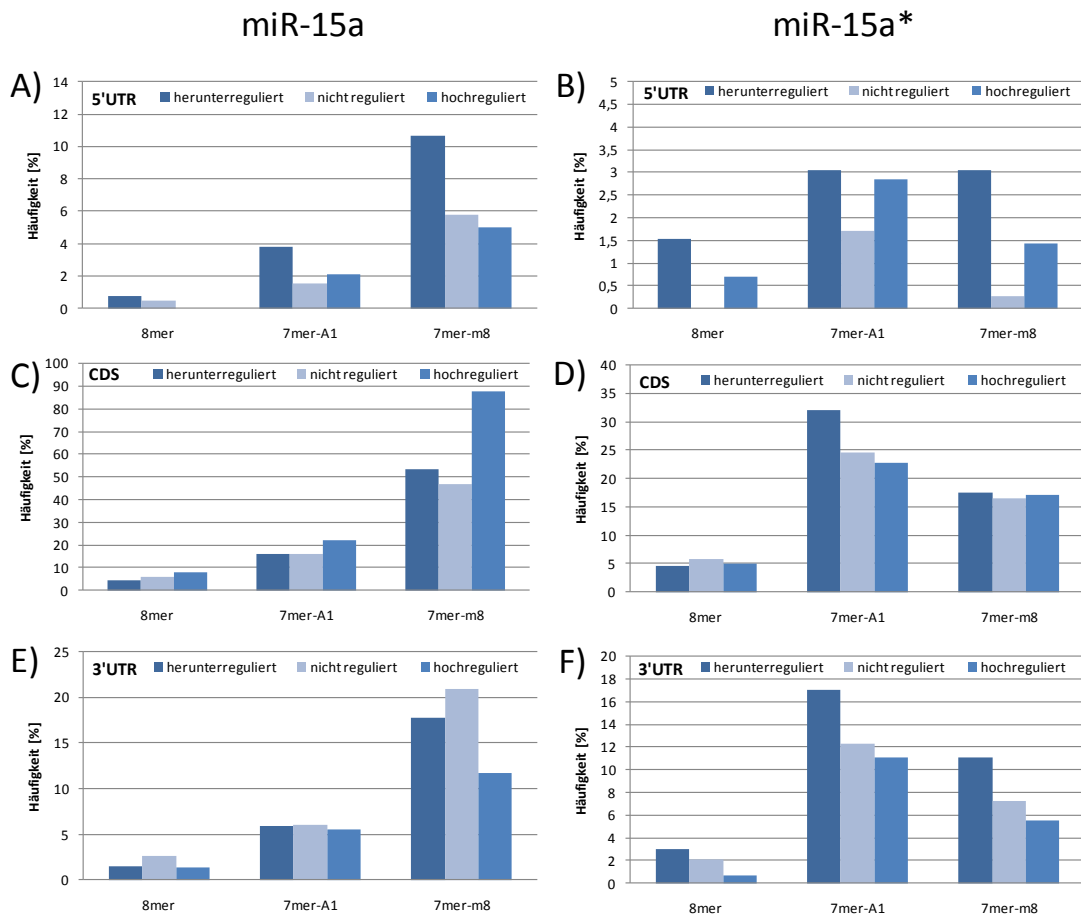 miR-15a
miR-15a*
A)
5'UTR
herunterreguliert
nicht reguliert
hochreguliert
Häufigkeit [%]
14
12
10
8
6
4
2
0
8mer
7mer-A1
7mer-m8
B)
5'UTR
herunterreguliert
nicht reguliert
hochreguliert
Häufigkeit [%]
5
4,5
4
3,5
3
2,5
2
1,5
1
0,5
0
8mer
7mer-A1
7mer-m8
C)
CDS
herunterreguliert
nicht reguliert
hochreguliert
Häufigkeit [%]
100
90
80
70
60
50
40
30
20
10
0
8mer
7mer-A1
7mer-m8
D)
CDS
herunterreguliert
nicht reguliert
hochreguliert
Häufigkeit [%]
40
35
30
25
20
15
10
5
0
8mer
7mer-A1
7mer-m8
E)
3'UTR
herunterreguliert
nicht reguliert
hochreguliert
Häufigkeit [%]
25
20
15
10
5
0
8mer
7mer-A1
7mer-m8
F)
3'UTR
herunterreguliert
nicht reguliert
hochreguliert
Häufigkeit [%]
20
18
16
14
12
10
8
6
4
2
0
8mer
7mer-A1
7mer-m8